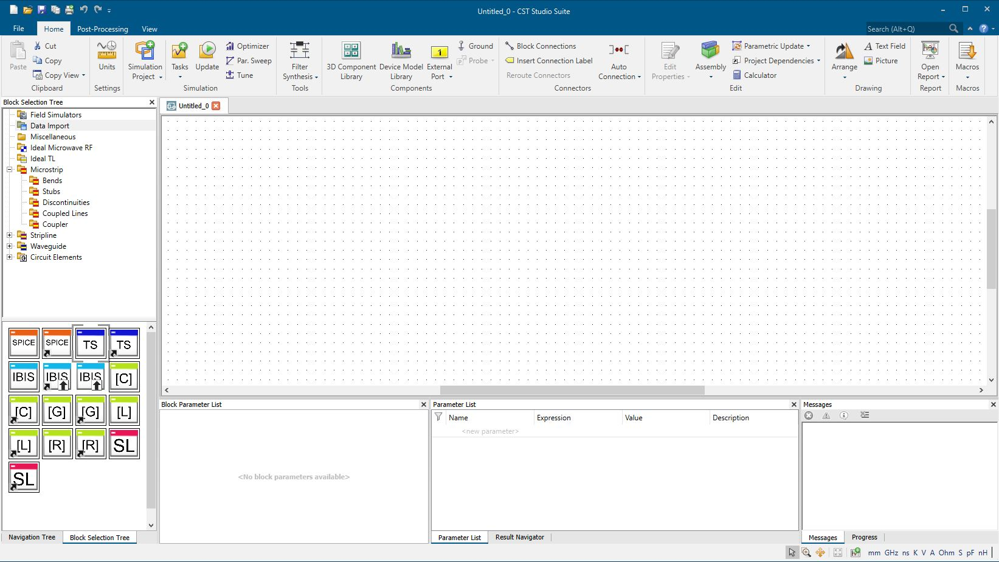 Untitled_0 - CST Studio Suite
File Home Post-Processing View Search (Alt+Q)
Paste
Cut
Copy
Copy View
Clipboard
Units
Settings
Simulation Project
Tasks
Update
Optimizer
Par. Sweep
Tune
Simulation
Filter Synthesis
Tools
3D Component Library
Device Model Library
External Port
1
Ground
Probe
Components
Block Connections
Insert Connection Label
Reroute Connectors
Auto Connection
Connectors
Edit Properties
Assembly
Parametric Update
Project Dependencies
Calculator
Edit
Arrange
Text Field
Picture
Drawing
Open Report
Report
Macros
Macros
Block Selection Tree
Field Simulators
Data Import
Miscellaneous
Ideal Microwave RF
Ideal TL
Microstrip
Bends
Stubs
Discontinuities
Coupled Lines
Coupler
Stripline
Waveguide
Circuit Elements
SPICE SPICE TS TS
IBIS IBIS IBIS [C]
[C] [G] [G] [L]
[L] [R] [R] SL
SL
Navigation Tree Block Selection Tree
Untitled_0
Block Parameter List
<No block parameters available>
Parameter List
Name Expression Value Description
<new parameter>
Parameter List Result Navigator
Messages
Messages Progress
mm GHz ns K V A Ohm S pF nH